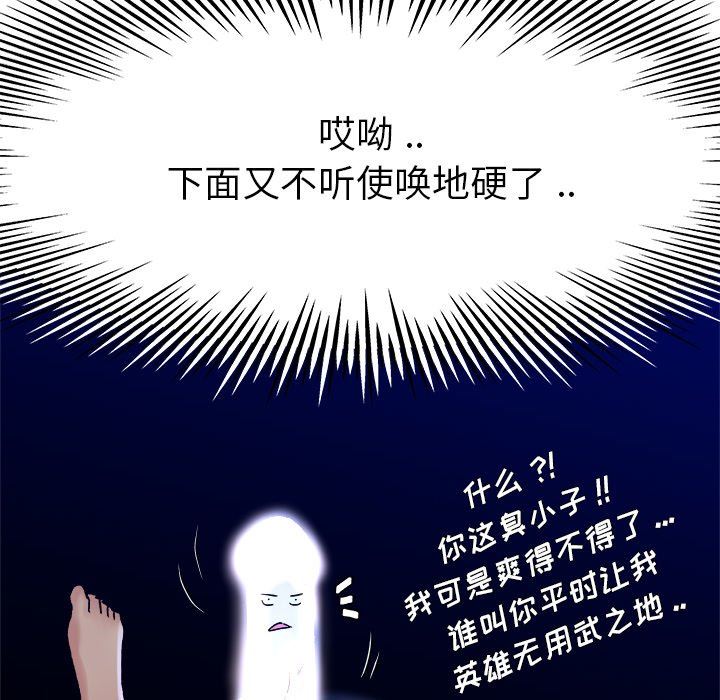 哎呦 ..
下面又不听使唤地硬了 ..
什么 ?!
你这臭小子 !!
我可是爽得不得了 ...
谁叫你平时让我
英雄无用武之地 ..